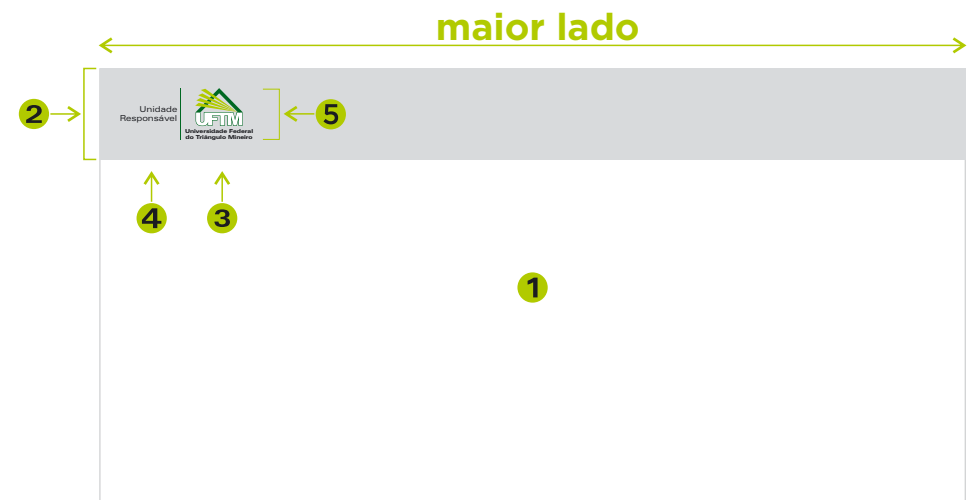 maior lado
2
Unidade
Responsável
UFTM
Universidade Federal
do Triângulo Mineiro
5
4
3
1